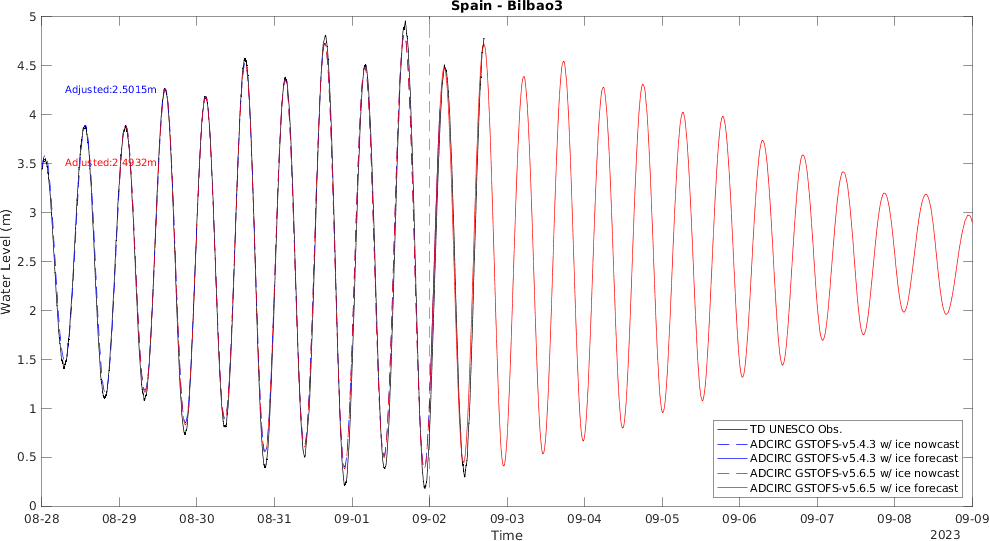 Spain - Bilbao3
5
4.5
4
3.5
3
2.5
2
1.5
1
0.5
0
Water Level (m)
Adjusted:2.5015m
Adjusted:2.4932m
TD UNESCO Obs.
ADCIRC GSTOFS-v5.4.3 w/ ice nowcast
ADCIRC GSTOFS-v5.4.3 w/ ice forecast
ADCIRC GSTOFS-v5.6.5 w/ ice nowcast
ADCIRC GSTOFS-v5.6.5 w/ ice forecast
08-28 08-29 08-30 08-31 09-01 09-02 09-03 09-04 09-05 09-06 09-07 09-08 09-09
Time
2023